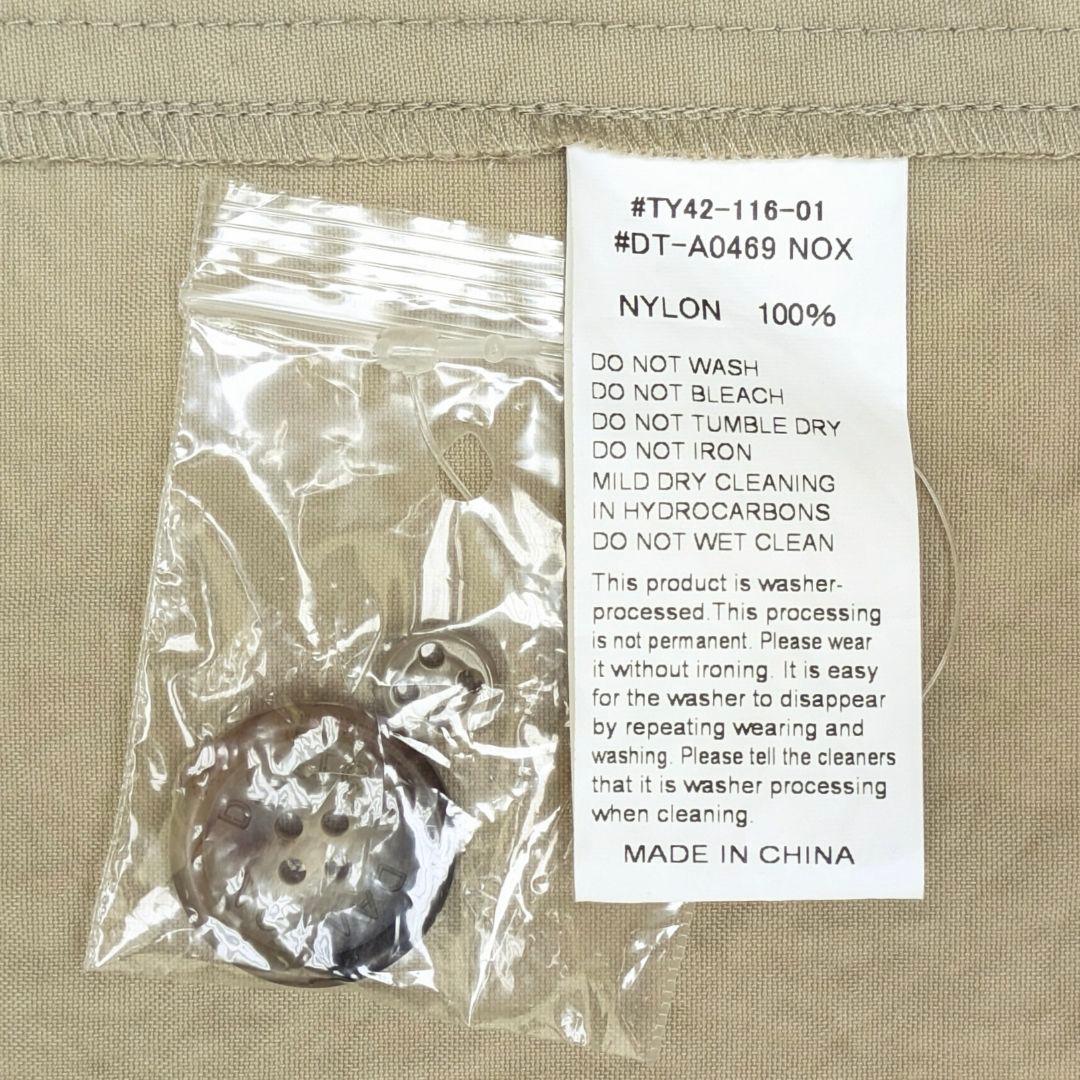 #TY42-116-01
#DT-A0469 NOX
NYLON 100%
DO NOT WASH
DO NOT BLEACH
DO NOT TUMBLE DRY
DO NOT IRON
MILD DRY CLEANING
IN HYDROCARBONS
DO NOT WET CLEAN
This product is washer-
processed.This processing
is not permanent. Please wear
it without ironing. It is easy
for the washer to disappear
by repeating wearing and
washing. Please tell the cleaners
that it is washer processing
when cleaning.
MADE IN CHINA